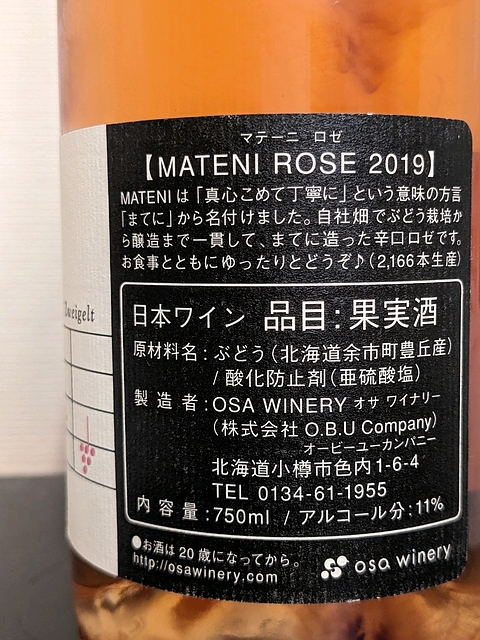 マテーニ ロゼ
【MATENI ROSE 2019】
MATENI は「真心こめて丁寧に」という意味の方言
「までに」から名付けました。自社畑でぶどう栽培か
ら醸造まで一貫して、までに造った辛口ロゼです。
お食事とともにゆったりとどうぞ♪（2,166本生産）
日本ワイン 品目：果実酒
原材料名：ぶどう（北海道余市町豊丘産）
/ 酸化防止剤（亜硫酸塩）
製造者：OSA WINERY オサ ワイナリー
（株式会社 O.B.U Company）
オービーユーカンパニー
北海道小樽市色内1-6-4
TEL 0134-61-1955
内容量：750ml / アルコール分：11%
●お酒は20歳になってから。
http://osawinery.com
osa winery
Zweigelt